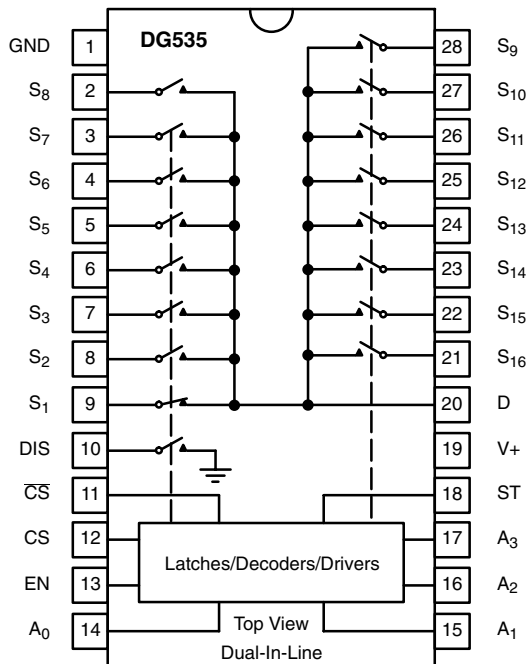 DG535
GND 1
S8 2
S7 3
S6 4
S5 5
S4 6
S3 7
S2 8
S1 9
DIS 10
C̅S̅ 11
CS 12
EN 13
A0 14
28 S9
27 S10
26 S11
25 S12
24 S13
23 S14
22 S15
21 S16
20 D
19 V+
18 ST
17 A3
16 A2
15 A1
Latches/Decoders/Drivers
Top View
Dual-In-Line